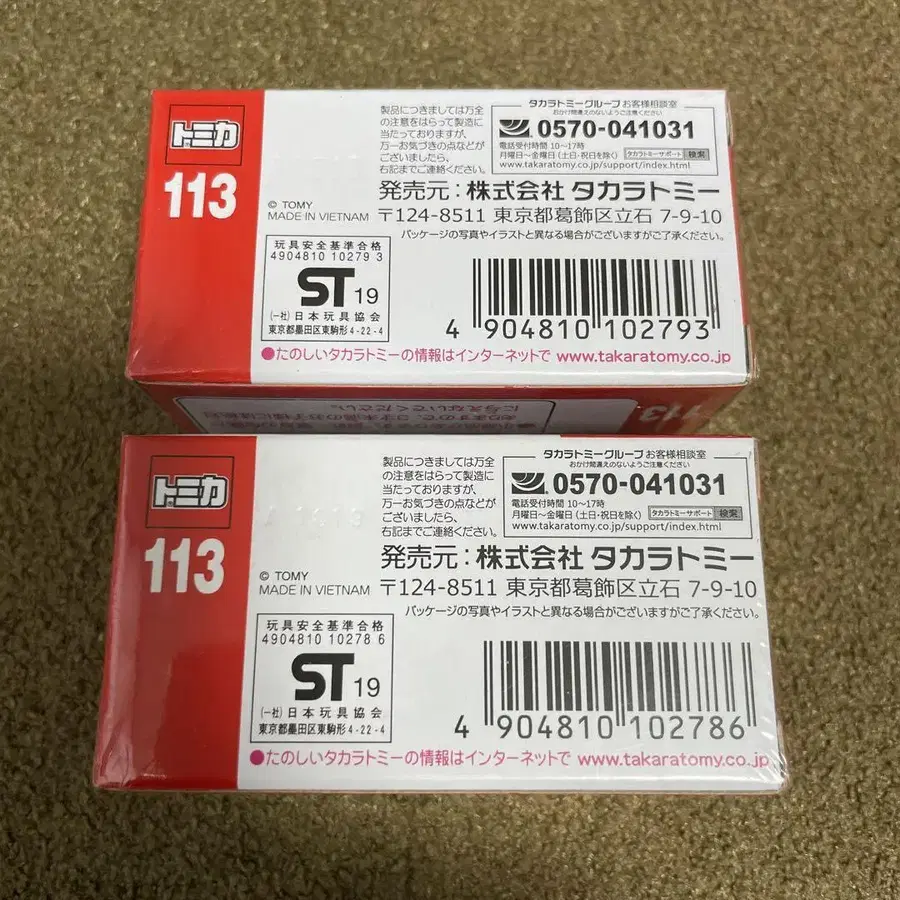 トミカ
113
© TOMY
MADE IN VIETNAM
製品につきましては万全
の注意をはらって製造に
当たっておりますが、
万一お気づきの点などが
ございましたら、
右記までご連絡ください。
タカラトミーグループ お客様相談室
おかけ間違えのないようご注意ください
0570-041031
電話受付時間 10〜17時
月曜日〜金曜日 (土・日・祝日を除く) タカラトミーサポート 検索
www.takaratomy.co.jp/support/index.html
発売元：株式会社 タカラトミー
〒124-8511 東京都葛飾区立石 7-9-10
パッケージの写真やイラストと異なる場合がございますがご了承ください。
玩具安全基準合格
4904810 10279 3
ST 19
(一社) 日本玩具協会
東京都墨田区東駒形 4-22-4
4 904810 102793
●たのしいタカラトミーの情報はインターネットで www.takaratomy.co.jp
113
トミカ
113
© TOMY
MADE IN VIETNAM
製品につきましては万全
の注意をはらって製造に
当たっておりますが、
万一お気づきの点などが
ございましたら、
右記までご連絡ください。
タカラトミーグループ お客様相談室
おかけ間違えのないようご注意ください
0570-041031
電話受付時間 10〜17時
月曜日〜金曜日 (土・日・祝日を除く) タカラトミーサポート 検索
www.takaratomy.co.jp/support/index.html
発売元：株式会社 タカラトミー
〒124-8511 東京都葛飾区立石 7-9-10
パッケージの写真やイラストと異なる場合がございますがご了承ください。
玩具安全基準合格
4904810 10278 6
ST 19
(一社) 日本玩具協会
東京都墨田区東駒形 4-22-4
4 904810 102786
●たのしいタカラトミーの情報はインターネットで www.takaratomy.co.jp